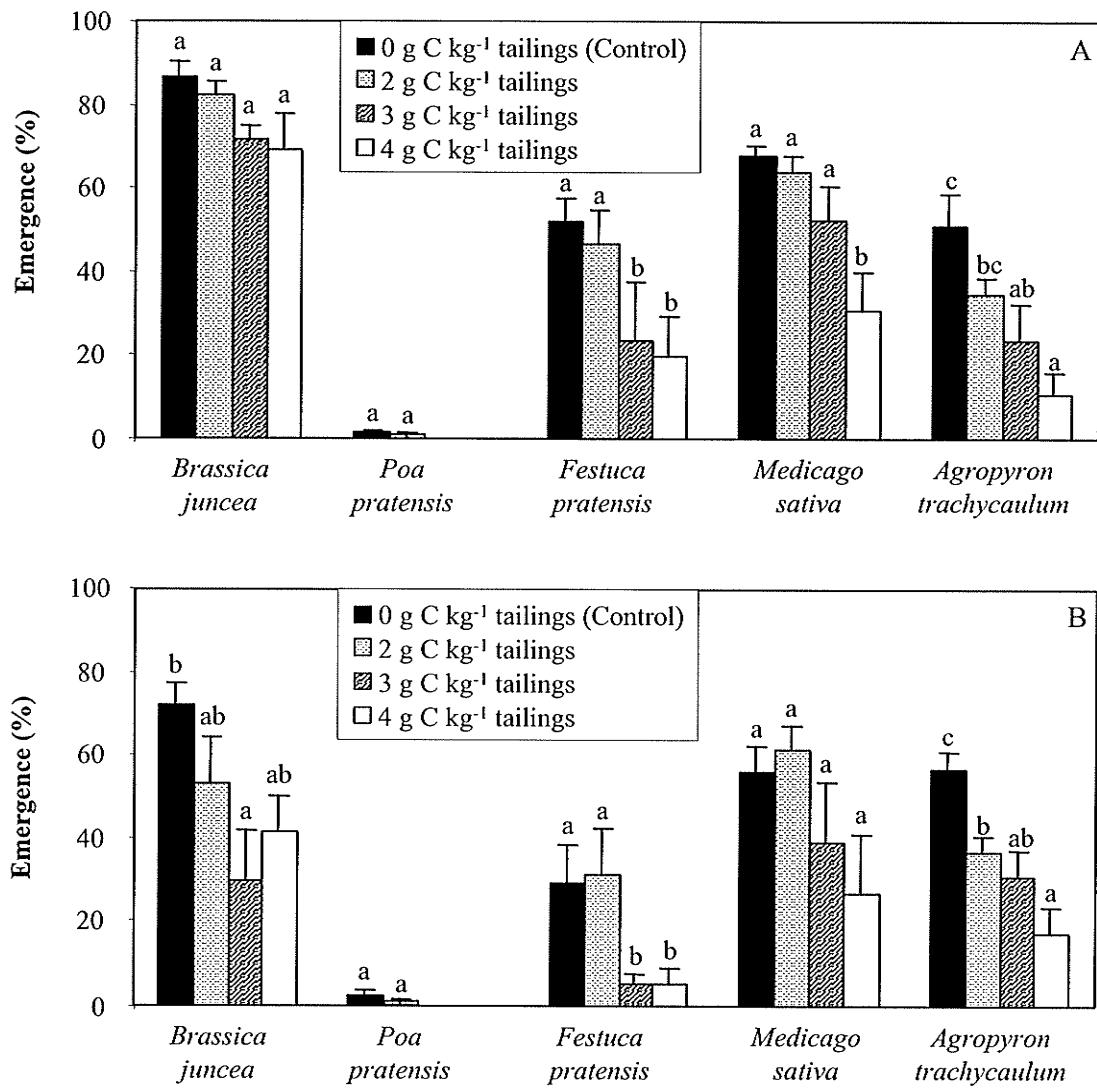 100
80
60
40
20
0
Emergence (%)
A
0 g C kg-1 tailings (Control)
2 g C kg-1 tailings
3 g C kg-1 tailings
4 g C kg-1 tailings
a a a a
a a
a a b b
a a a b
c bc ab a
Brassica juncea
Poa pratensis
Festuca pratensis
Medicago sativa
Agropyron trachycaulum
100
80
60
40
20
0
Emergence (%)
B
0 g C kg-1 tailings (Control)
2 g C kg-1 tailings
3 g C kg-1 tailings
4 g C kg-1 tailings
b ab a ab
a a
a a b b
a a a a
c b ab a
Brassica juncea
Poa pratensis
Festuca pratensis
Medicago sativa
Agropyron trachycaulum